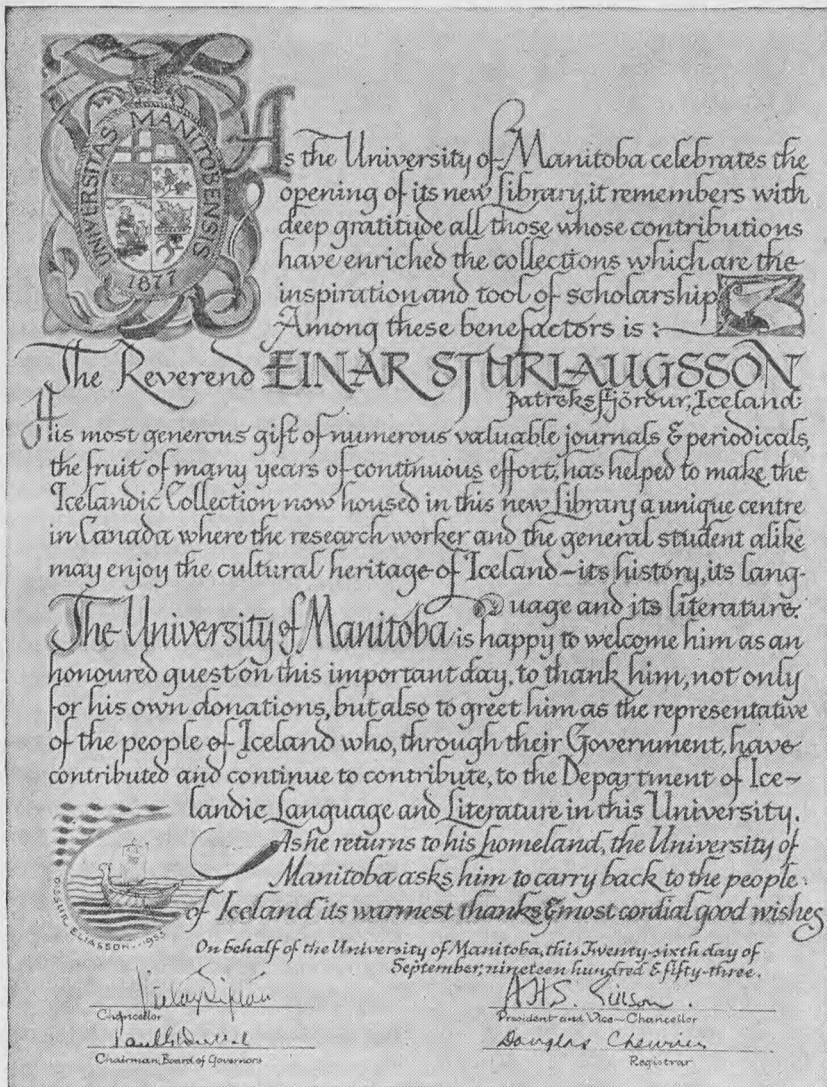 UNIVERSITAS MANITOBENSIS
1877
As the University of Manitoba celebrates the
opening of its new Library, it remembers with
deep gratitude all those whose contributions
have enriched the collections which are the
inspiration and tool of scholarship
Among these benefactors is:
The Reverend EINAR STURLAUGSSON
Patreksfjördur, Iceland.
His most generous gift of numerous valuable journals & periodicals,
the fruit of many years of continuous effort, has helped to make the
Icelandic Collection now housed in this new Library a unique centre
in Canada where the research worker and the general student alike
may enjoy the cultural heritage of Iceland – its history, its lang-
uage and its literature.
The University of Manitoba is happy to welcome him as an
honoured guest on this important day, to thank him, not only
for his own donations, but also to greet him as the representative
of the people of Iceland who, through their Government, have
contributed and continue to contribute, to the Department of Ice-
landic Language and Literature in this University.
As he returns to his homeland, the University of
Manitoba asks him to carry back to the people
of Iceland its warmest thanks & most cordial good wishes
ELIASSON - 1953
On behalf of the University of Manitoba, this Twenty-sixth day of
September, nineteen hundred & fifty-three.
Chancellor
A.H.S.
President and Vice-Chancellor
Chairman, Board of Governors
Douglas
Registrar